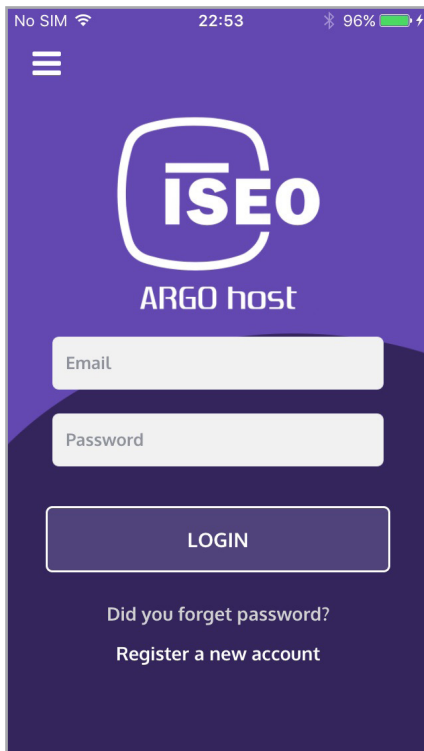 No SIM 22:53 96%
ISEO
ARGO host
Email
Password
LOGIN
Did you forget password?
Register a new account